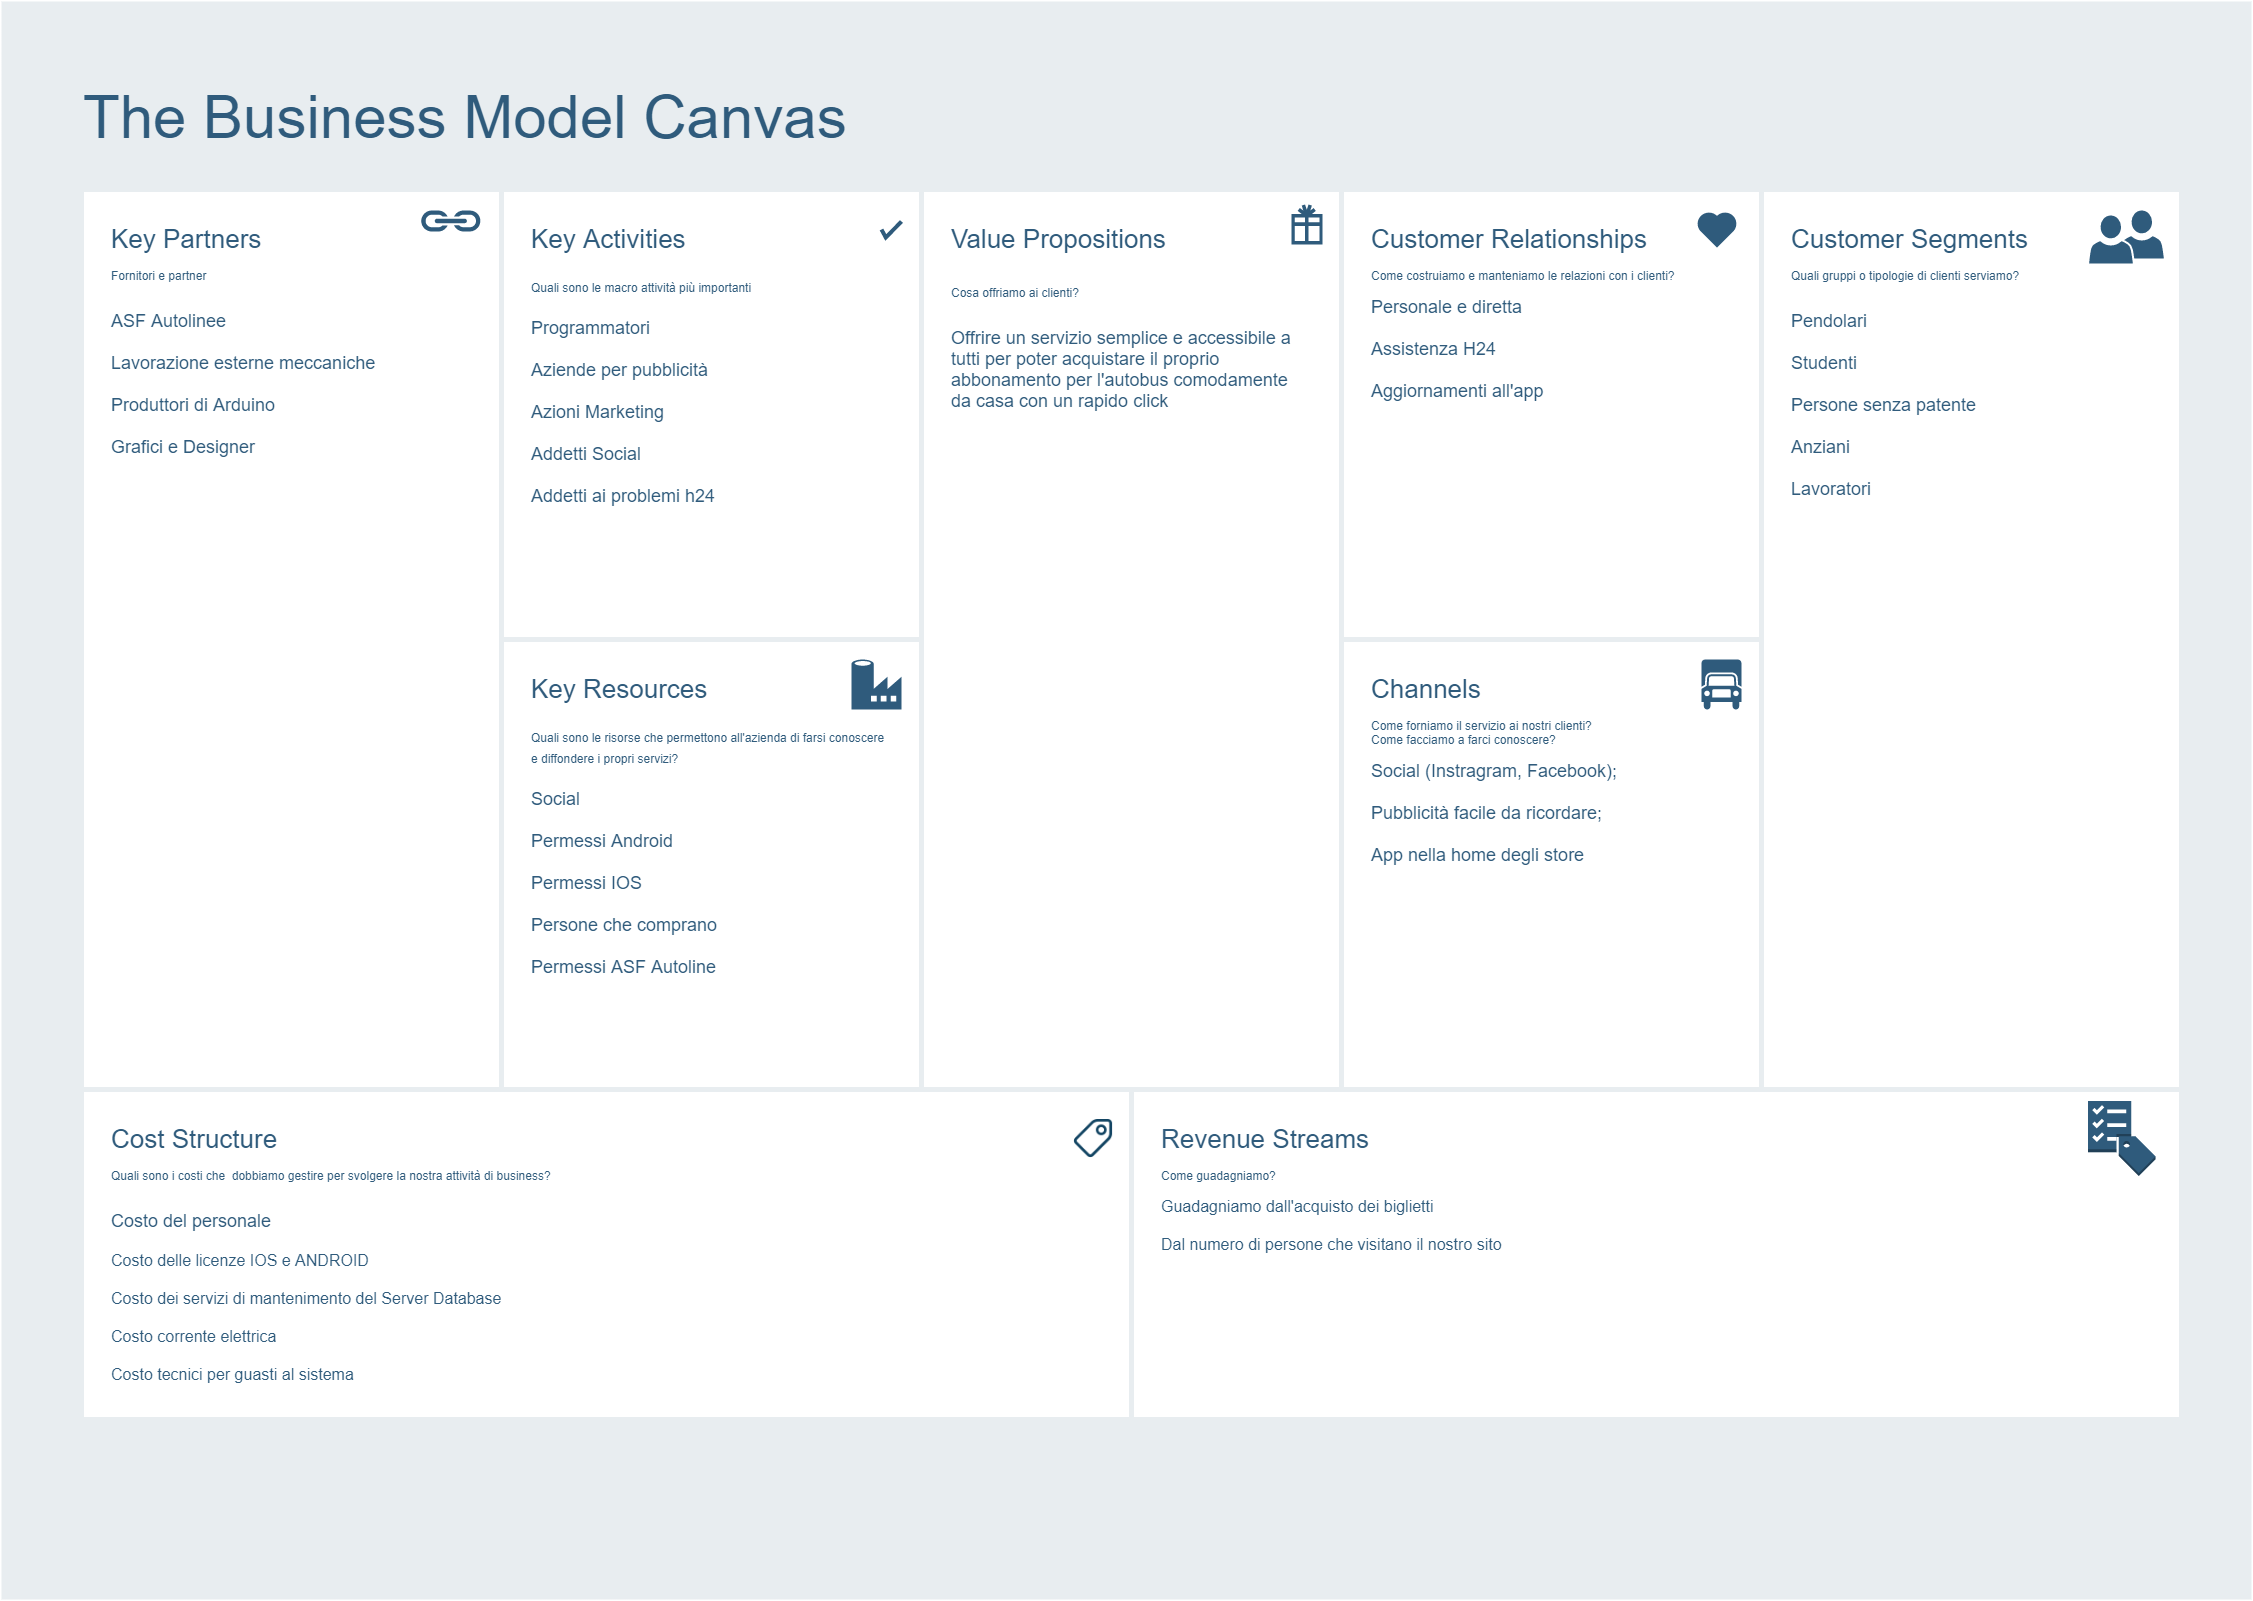 The Business Model Canvas
Key Partners
Fornitori e partner
ASF Autolinee
Lavorazione esterne meccaniche
Produttori di Arduino
Grafici e Designer
Key Activities
Quali sono le macro attività più importanti
Programmatori
Aziende per pubblicità
Azioni Marketing
Addetti Social
Addetti ai problemi h24
Key Resources
Quali sono le risorse che permettono all'azienda di farsi conoscere
e diffondere i propri servizi?
Social
Permessi Android
Permessi IOS
Persone che comprano
Permessi ASF Autoline
Value Propositions
Cosa offriamo ai clienti?
Offrire un servizio semplice e accessibile a
tutti per poter acquistare il proprio
abbonamento per l'autobus comodamente
da casa con un rapido click
Customer Relationships
Come costruiamo e manteniamo le relazioni con i clienti?
Personale e diretta
Assistenza H24
Aggiornamenti all'app
Channels
Come forniamo il servizio ai nostri clienti?
Come facciamo a farci conoscere?
Social (Instragram, Facebook);
Pubblicità facile da ricordare;
App nella home degli store
Customer Segments
Quali gruppi o tipologie di clienti serviamo?
Pendolari
Studenti
Persone senza patente
Anziani
Lavoratori
Cost Structure
Quali sono i costi che  dobbiamo gestire per svolgere la nostra attività di business?
Costo del personale
Costo delle licenze IOS e ANDROID
Costo dei servizi di mantenimento del Server Database
Costo corrente elettrica
Costo tecnici per guasti al sistema
Revenue Streams
Come guadagniamo?
Guadagniamo dall'acquisto dei biglietti
Dal numero di persone che visitano il nostro sito